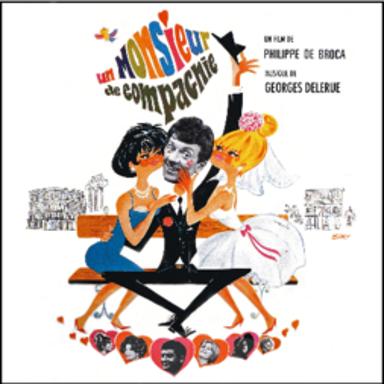 un Monsieur
de compagnie
UN FILM DE
PHILIPPE DE BROCA
MUSIQUE DE
GEORGES DELERUE